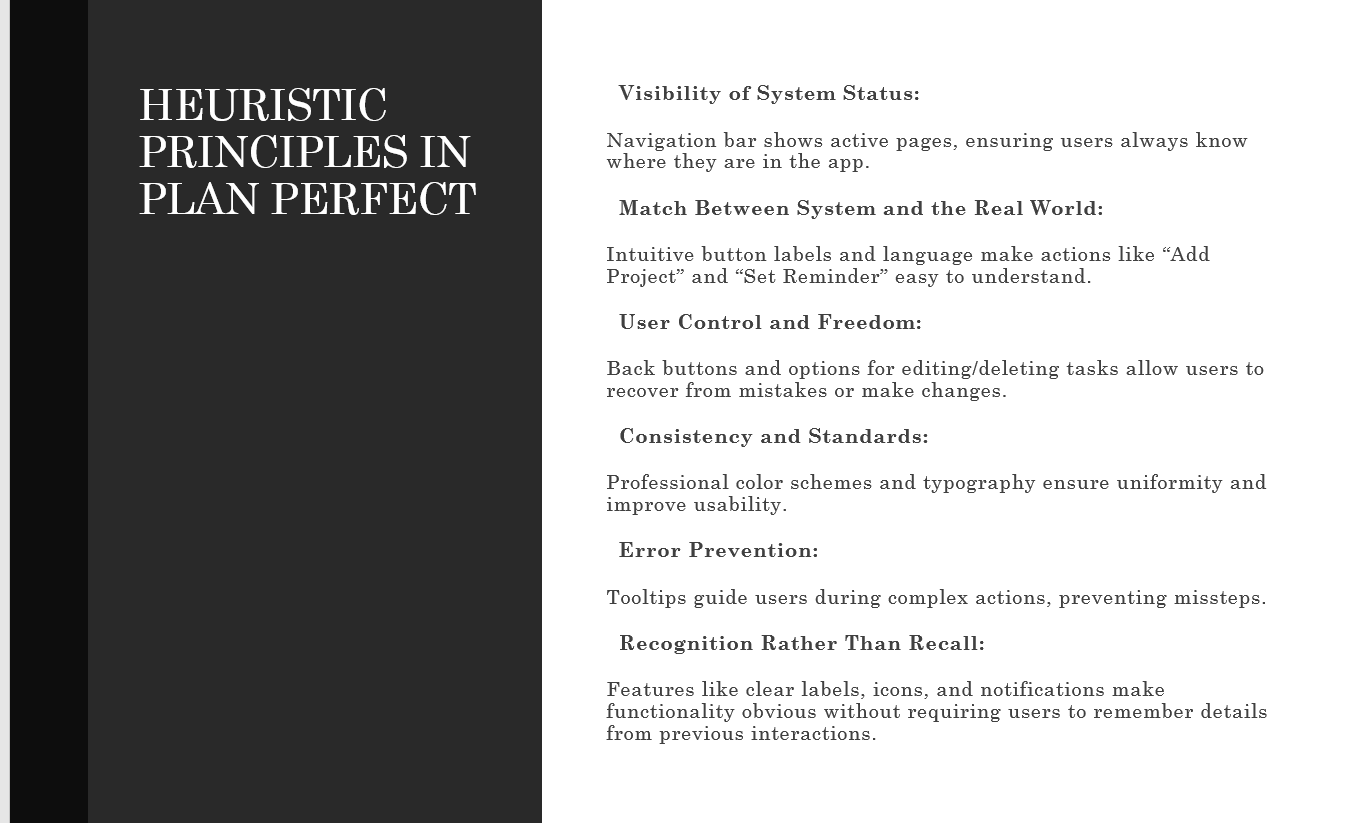 HEURISTIC
PRINCIPLES IN
PLAN PERFECT
Visibility of System Status:
Navigation bar shows active pages, ensuring users always know
where they are in the app.
Match Between System and the Real World:
Intuitive button labels and language make actions like “Add
Project” and “Set Reminder” easy to understand.
User Control and Freedom:
Back buttons and options for editing/deleting tasks allow users to
recover from mistakes or make changes.
Consistency and Standards:
Professional color schemes and typography ensure uniformity and
improve usability.
Error Prevention:
Tooltips guide users during complex actions, preventing missteps.
Recognition Rather Than Recall:
Features like clear labels, icons, and notifications make
functionality obvious without requiring users to remember details
from previous interactions.